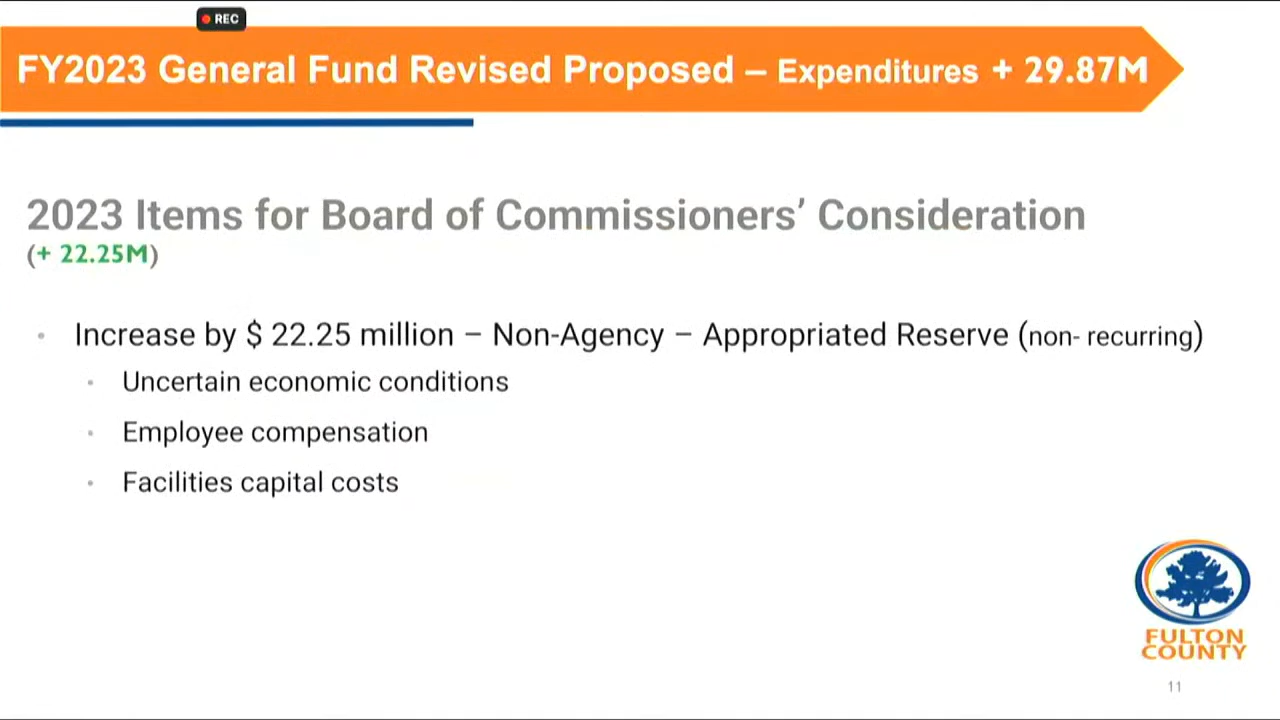 REC
FY2023 General Fund Revised Proposed – Expenditures + 29.87M
2023 Items for Board of Commissioners’ Consideration
(+ 22.25M)
• Increase by $ 22.25 million – Non-Agency – Appropriated Reserve (non- recurring)
• Uncertain economic conditions
• Employee compensation
• Facilities capital costs
FULTON
COUNTY
11